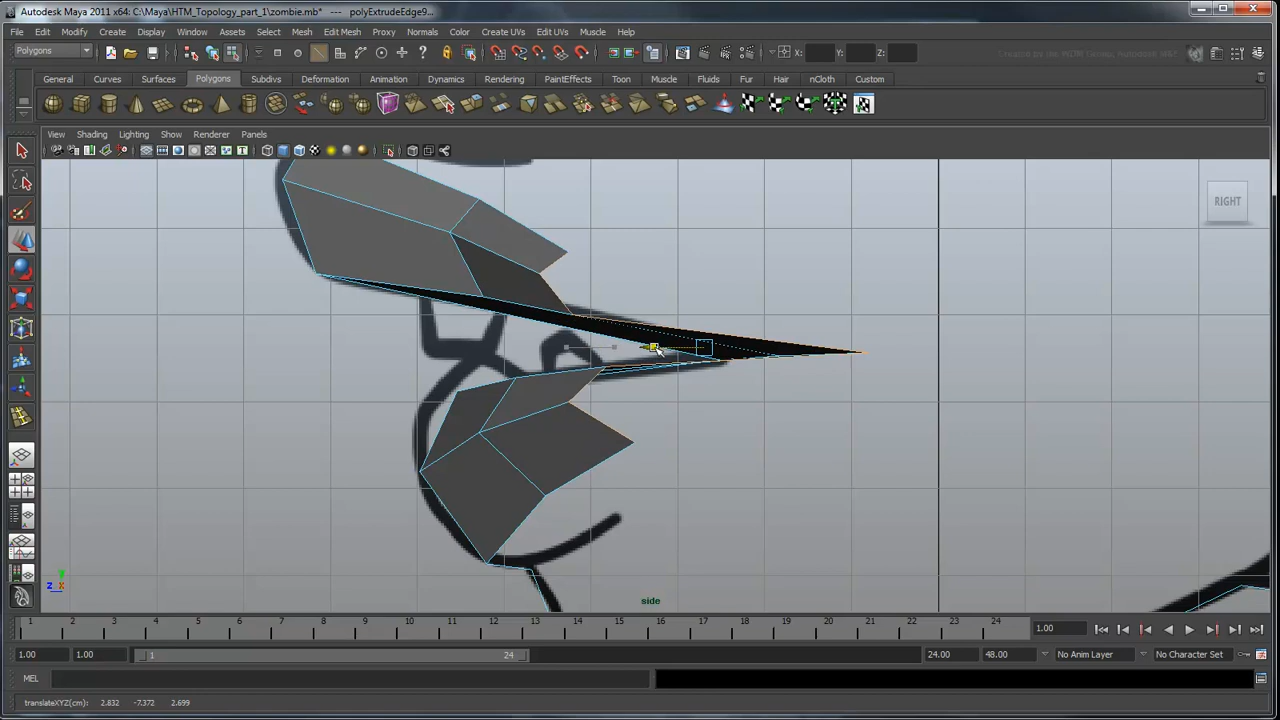 Autodesk Maya 2011 x64: C:\Maya\HTM_Topology_part_1\zombie.mb* --- polyExtrudeEdge9...
File Edit Modify Create Display Window Assets Select Mesh Edit Mesh Proxy Normals Color Create UVs Edit UVs Muscle Help
Polygons X: Y: Z:
General Curves Surfaces Polygons Subdivs Deformation Animation Dynamics Rendering PaintEffects Toon Muscle Fluids Fur Hair nCloth Custom
View Shading Lighting Show Renderer Panels
RIGHT
y
z x
side
1 2 3 4 5 6 7 8 9 10 11 12 13 14 15 16 17 18 19 20 21 22 23 24 1.00
1.00 1.00 1 24 24.00 48.00 No Anim Layer No Character Set
MEL
translateXYZ(cm): 2.832 -7.372 2.699